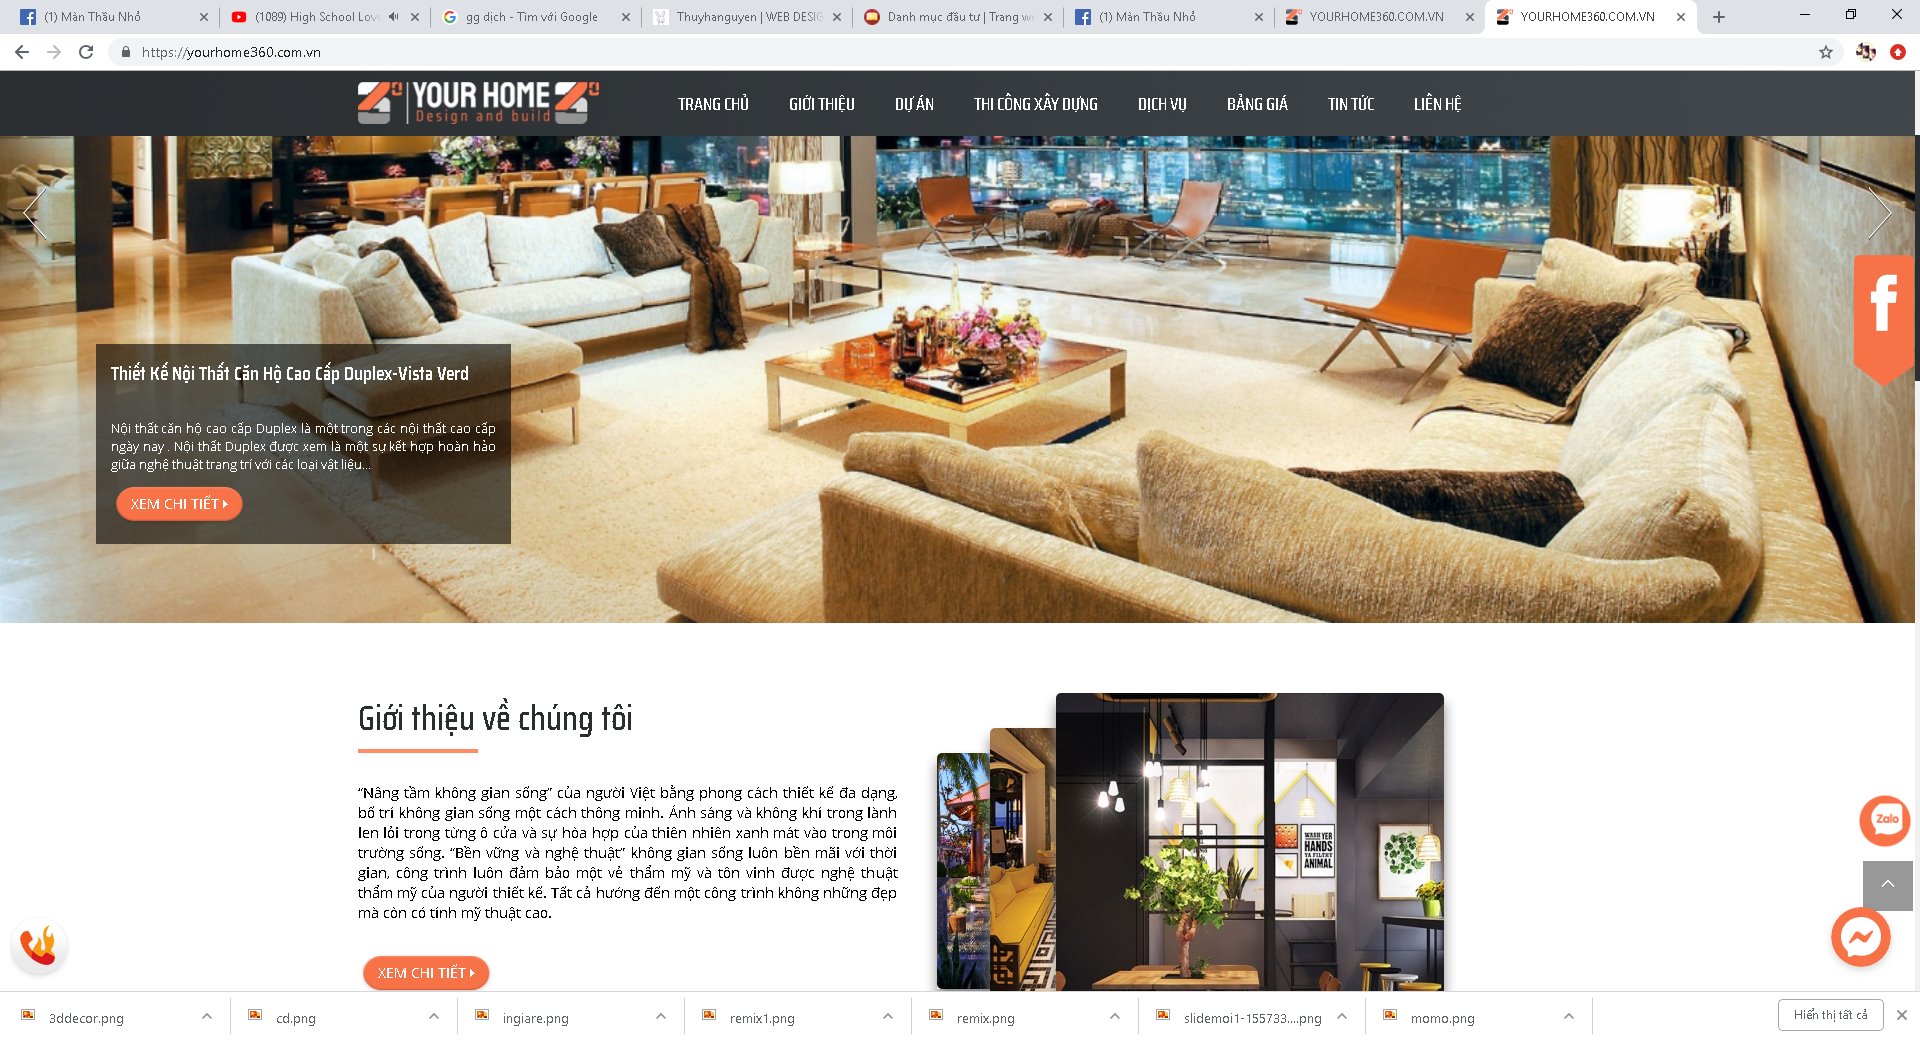 (1) Màn Thầu Nhỏ
(1089) High School Lov
gg dịch - Tìm với Google
Thuyhanguyen | WEB DESIG
Danh mục đầu tư | Trang we
(1) Màn Thầu Nhỏ
YOURHOME360.COM.VN
YOURHOME360.COM.VN
https://yourhome360.com.vn
YOUR HOME
Design and build
TRANG CHỦ
GIỚI THIỆU
DỰ ÁN
THI CÔNG XÂY DỰNG
DỊCH VỤ
BẢNG GIÁ
TIN TỨC
LIÊN HỆ
Thiết Kế Nội Thất Căn Hộ Cao Cấp Duplex-Vista Verd
Nội thất căn hộ cao cấp Duplex là một trong các nội thất cao cấp
ngày nay . Nội thất Duplex được xem là một sự kết hợp hoàn hảo
giữa nghệ thuật trang trí với các loại vật liệu...
XEM CHI TIẾT
Giới thiệu về chúng tôi
“Nâng tầm không gian sống” của người Việt bằng phong cách thiết kế đa dạng,
bố trí không gian sống một cách thông minh. Ánh sáng và không khí trong lành
len lỏi trong từng ô cửa và sự hòa hợp của thiên nhiên xanh mát vào trong môi
trường sống. “Bền vững và nghệ thuật” không gian sống luôn bền mãi với thời
gian, công trình luôn đảm bảo một vẻ thẩm mỹ và tôn vinh được nghệ thuật
thẩm mỹ của người thiết kế. Tất cả hướng đến một công trình không những đẹp
mà còn có tính mỹ thuật cao.
XEM CHI TIẾT
WASH YER
HANDS
YA FILTHY
ANIMAL
Zalo
3ddecor.png
cd.png
ingiare.png
remix1.png
remix.png
slidemoi1-155733....png
momo.png
Hiển thị tất cả